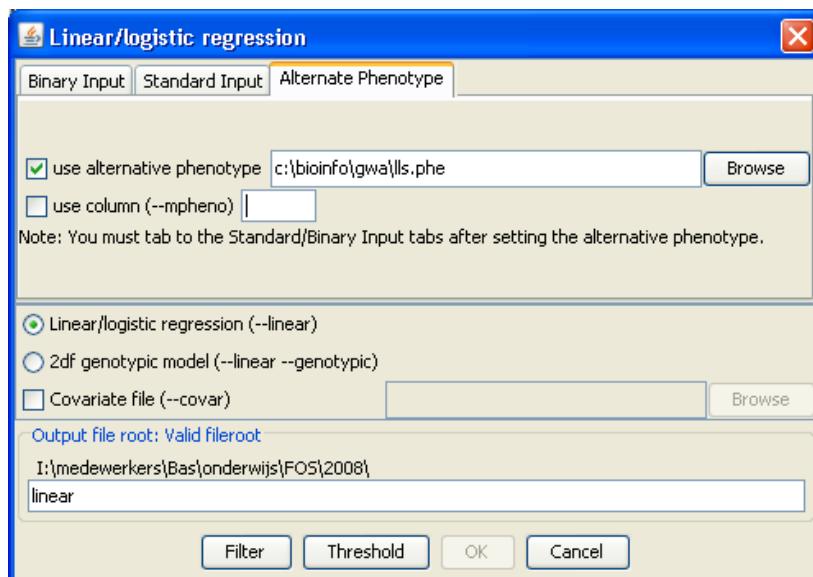 Linear/logistic regression
Binary Input Standard Input Alternate Phenotype
use alternative phenotype c:\bioinfo\gwa\lls.phe Browse
use column (--mpheno)
Note: You must tab to the Standard/Binary Input tabs after setting the alternative phenotype.
Linear/logistic regression (--linear)
2df genotypic model (--linear --genotypic)
Covariate file (--covar) Browse
Output file root: Valid fileroot
I:\medewerkers\Bas\onderwijs\FOS\2008\
linear
Filter Threshold OK Cancel